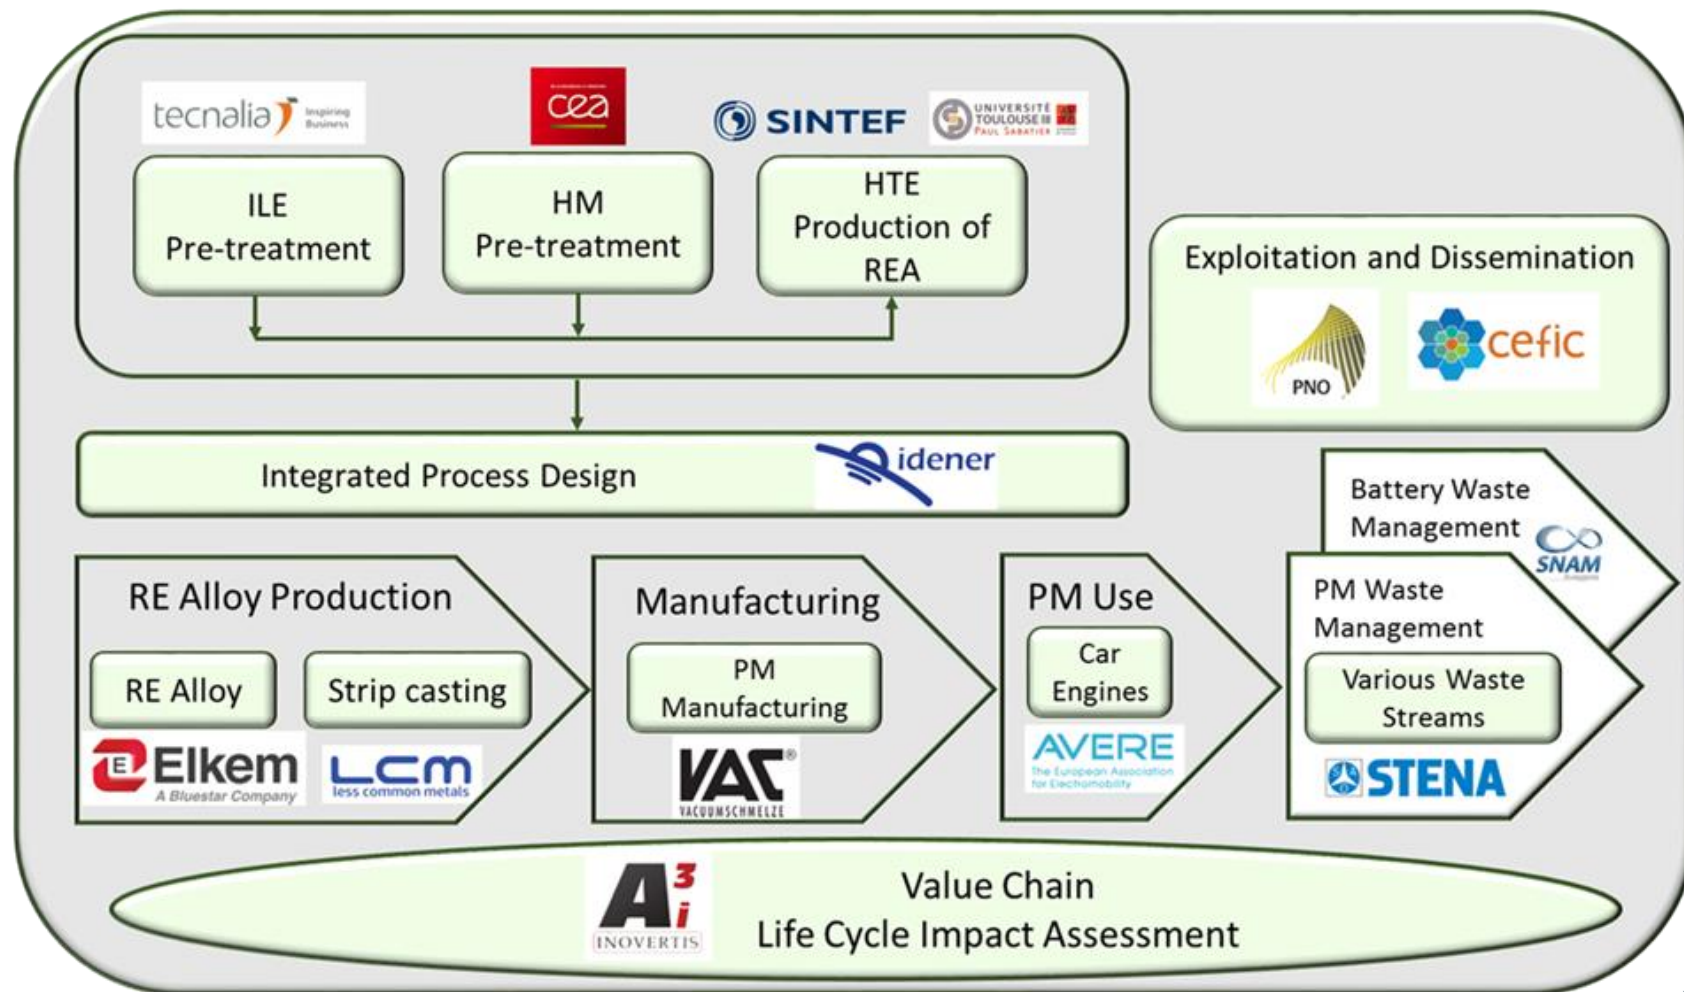 tecnalia Inspiring
Business
cea
SINTEF
UNIVERSITÉ
TOULOUSE III
PAUL SABATIER
ILE
Pre-treatment
HM
Pre-treatment
HTE
Production of
REA
Exploitation and Dissemination
PNO
cefic
Integrated Process Design
idener
Battery Waste
Management
SNAM
RE Alloy Production
RE Alloy
Strip casting
Elkem
A Bluestar Company
LCM
less common metals
Manufacturing
PM
Manufacturing
VAC®
VACUUMSCHMELZE
PM Use
Car
Engines
AVERE
The European Association
for Electromobility
PM Waste
Management
Various Waste
Streams
STENA
A3i
INOVERTIS
Value Chain
Life Cycle Impact Assessment